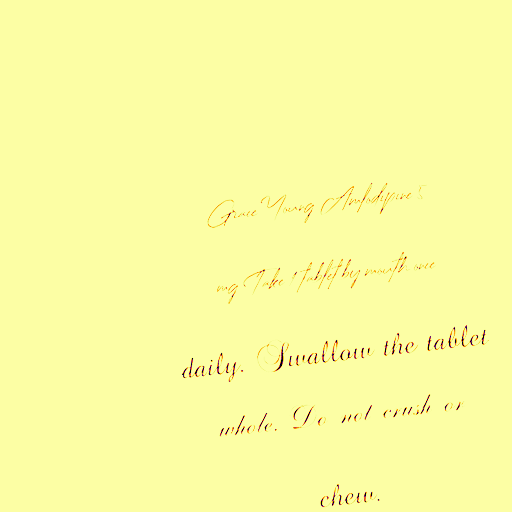 Grace Young Amlodipine 5
mg Take 1 tablet by mouth once
daily. Swallow the tablet
whole. Do not crush or
chew.